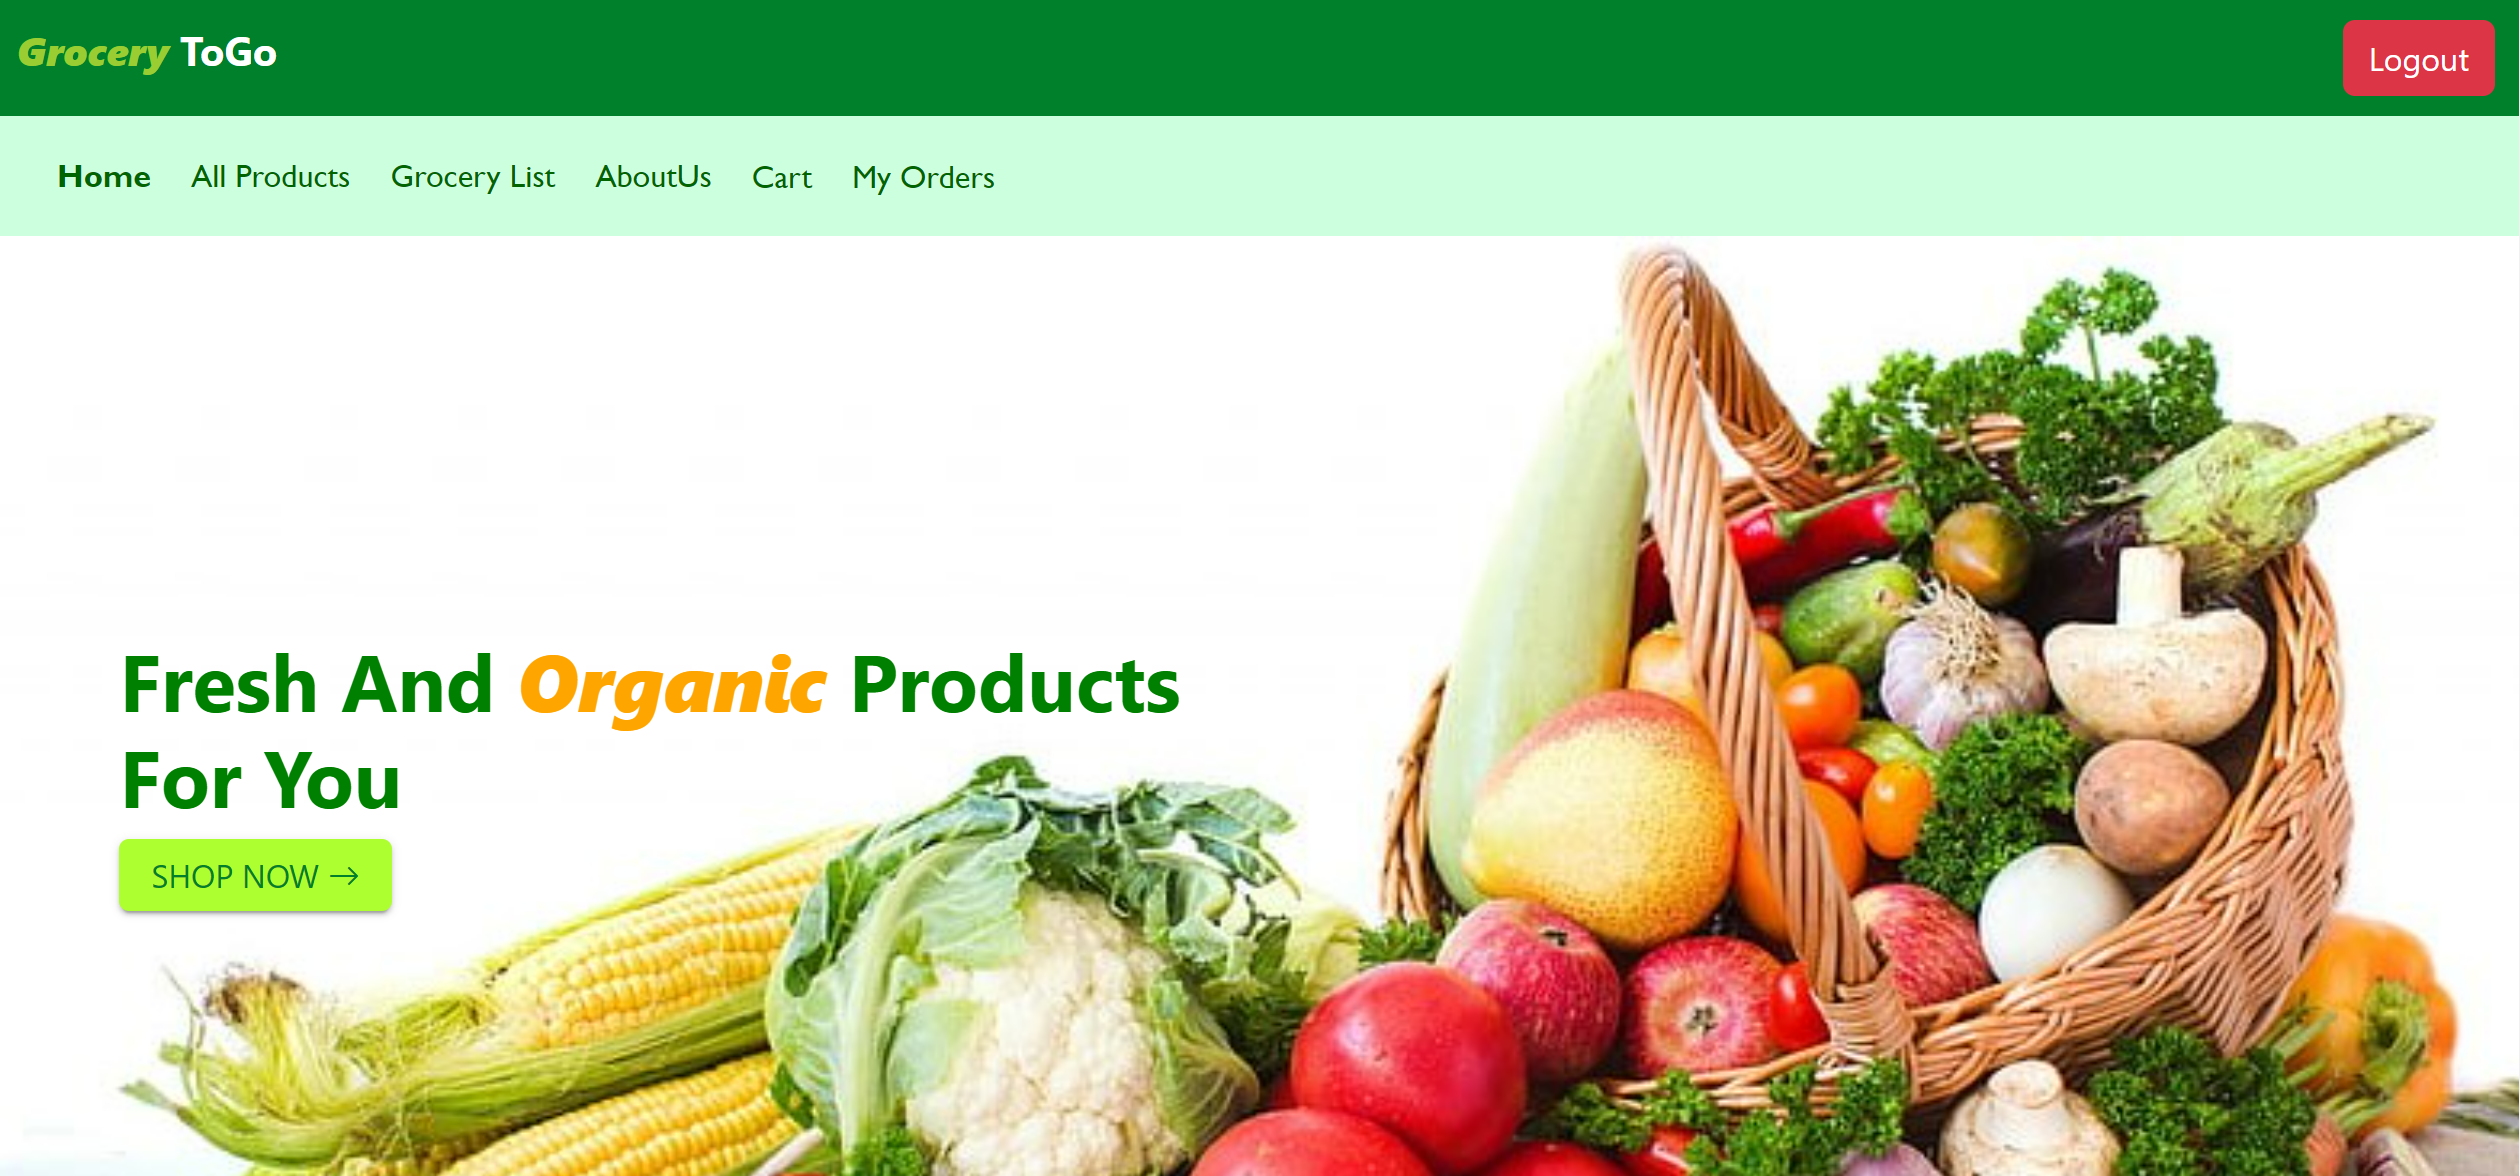 Grocery ToGo
Logout
Home All Products Grocery List AboutUs Cart My Orders
Fresh And Organic Products
For You
SHOP NOW →